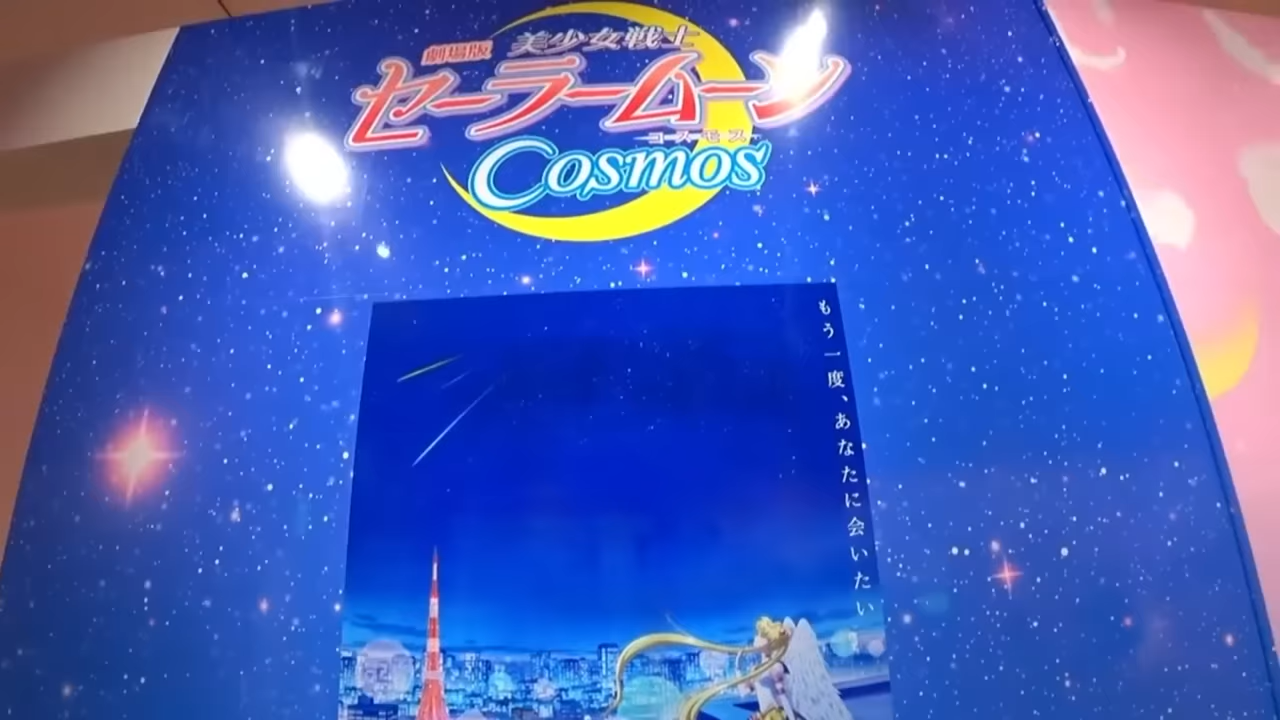 劇場版 美少女戦士
セーラームーン
コースモス
Cosmos
もう一度、あなたに会いたい